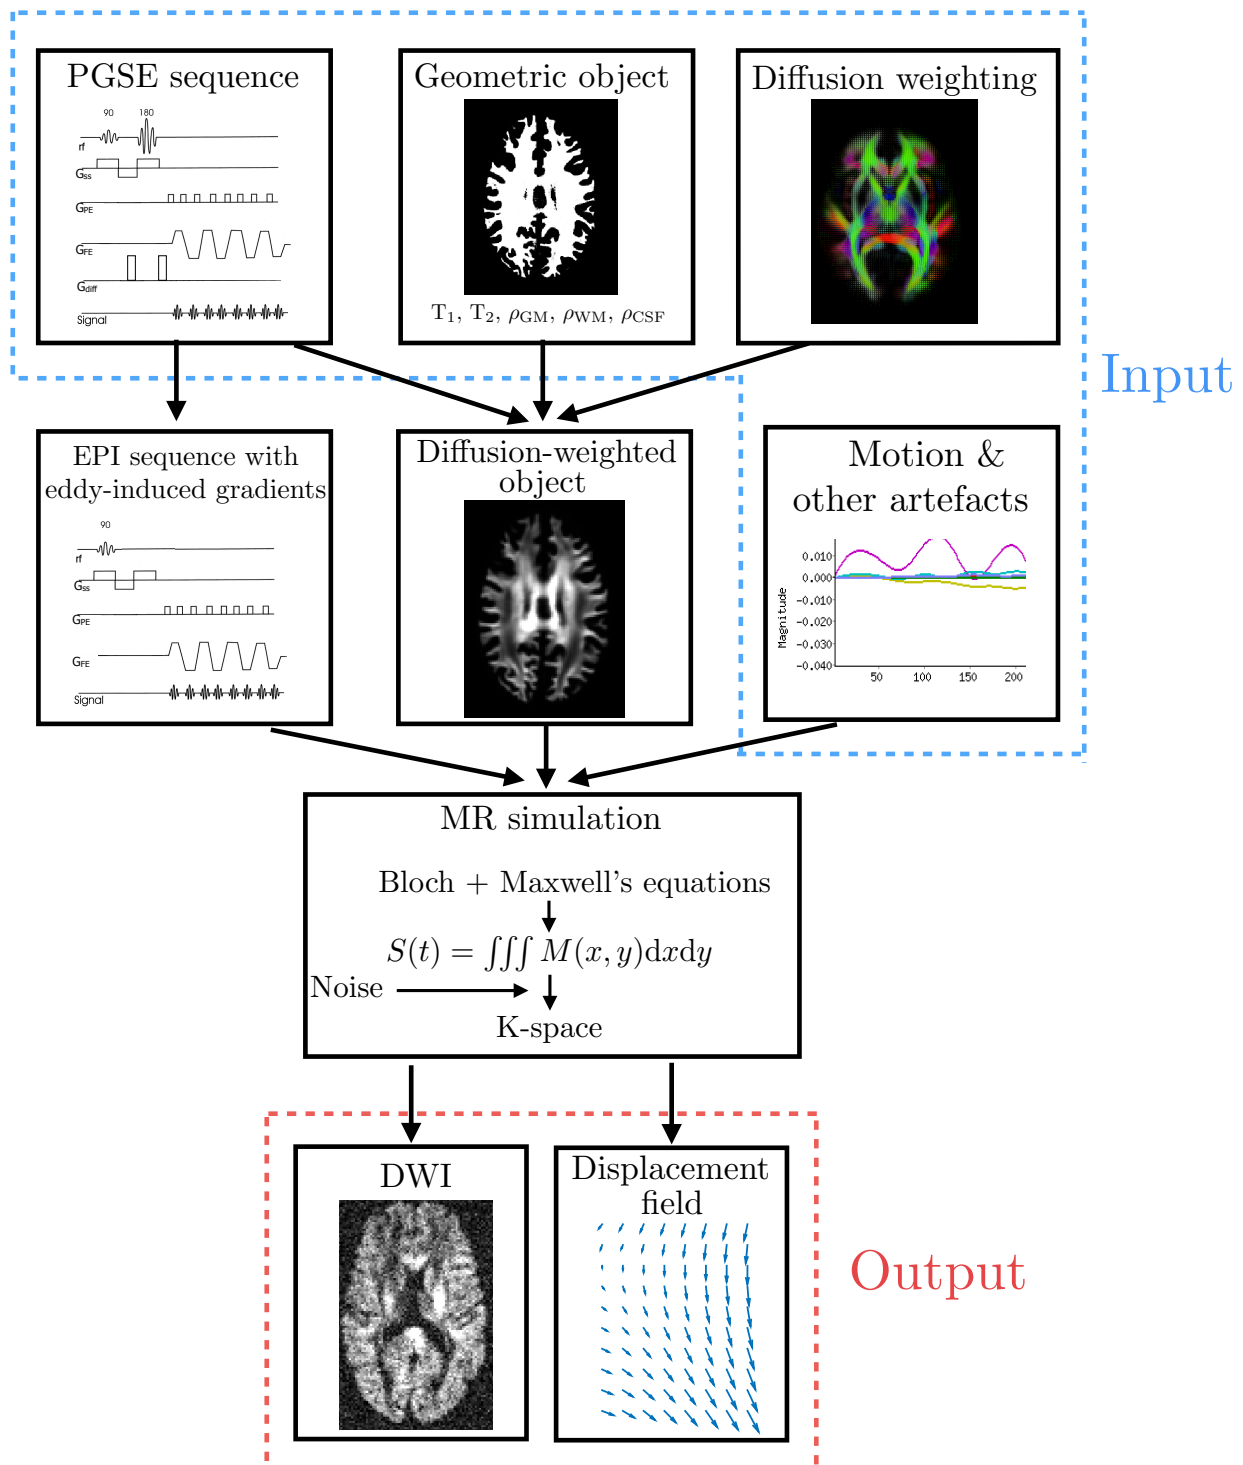 PGSE sequence
90 180
rf
Gss
GPE
GFE
Gdiff
Signal
Geometric object
T₁, T₂, ρGM, ρWM, ρCSF
Diffusion weighting
Input
EPI sequence with
eddy-induced gradients
90
rf
Gss
GPE
GFE
Signal
Diffusion-weighted
object
Motion &
other artefacts
Magnitude
0.010
0.000
-0.010
-0.020
-0.030
-0.040
50 100 150 200
MR simulation
Bloch + Maxwell's equations
S(t) = ∭ M(x, y)dxdy
Noise
K-space
DWI
Displacement
field
Output